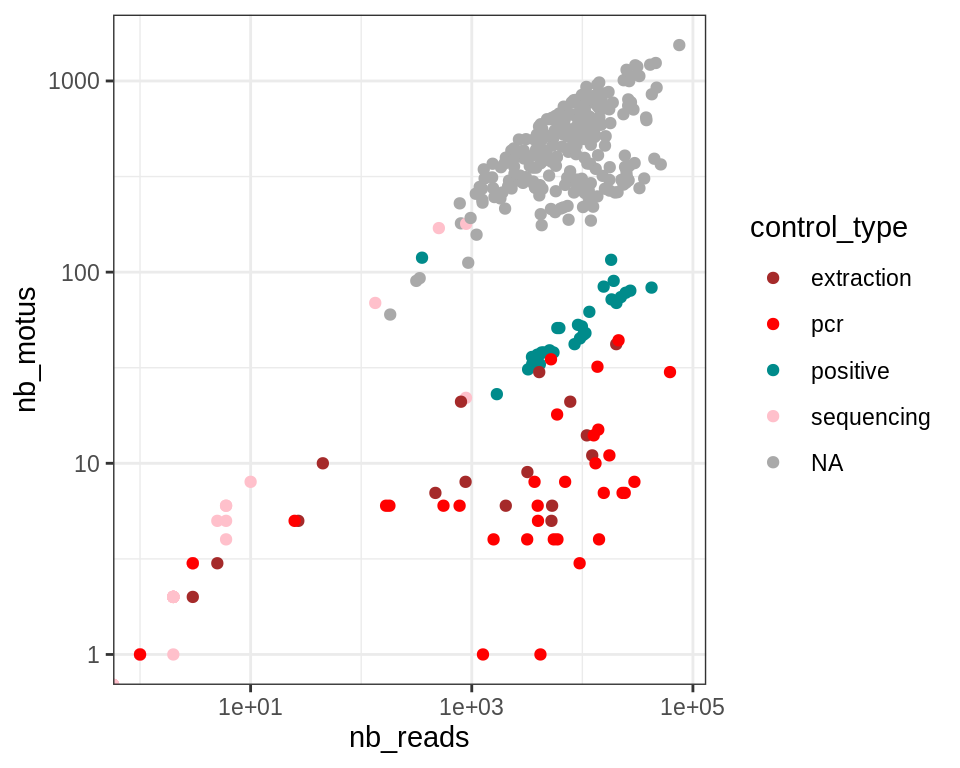 1000
100
10
1
nb_motus
1e+01
1e+03
1e+05
nb_reads
control_type
extraction
pcr
positive
sequencing
NA